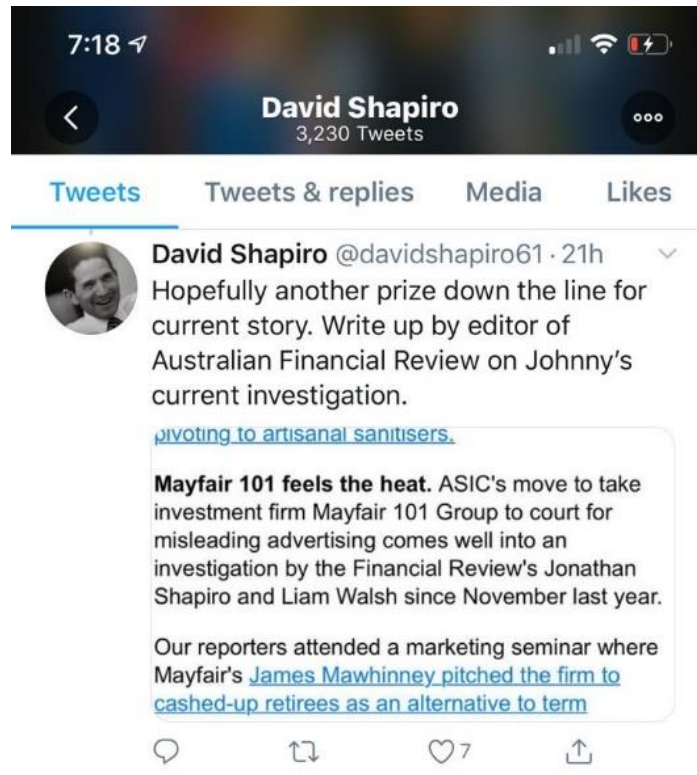 7:18
David Shapiro
3,230 Tweets
Tweets Tweets & replies Media Likes
David Shapiro @davidshapiro61 · 21h
Hopefully another prize down the line for
current story. Write up by editor of
Australian Financial Review on Johnny’s
current investigation.
pivoting to artisanal sanitisers.
Mayfair 101 feels the heat. ASIC's move to take
investment firm Mayfair 101 Group to court for
misleading advertising comes well into an
investigation by the Financial Review's Jonathan
Shapiro and Liam Walsh since November last year.
Our reporters attended a marketing seminar where
Mayfair's James Mawhinney pitched the firm to
cashed-up retirees as an alternative to term
7